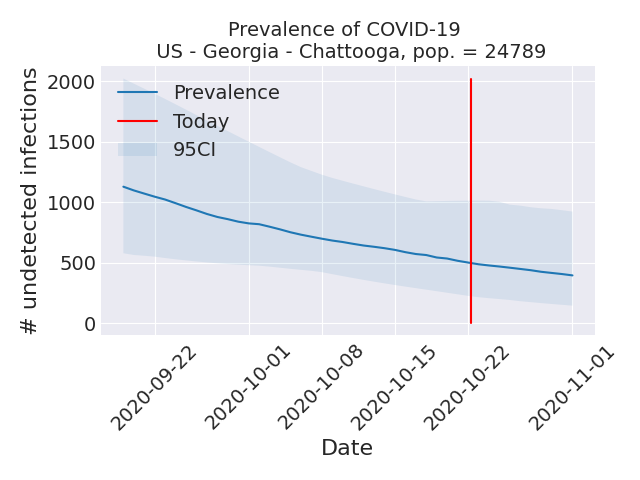 Prevalence of COVID-19
US - Georgia - Chattooga, pop. = 24789
# undetected infections
2000
1500
1000
500
0
Prevalence
Today
95CI
2020-09-22
2020-10-01
2020-10-08
2020-10-15
2020-10-22
2020-11-01
Date